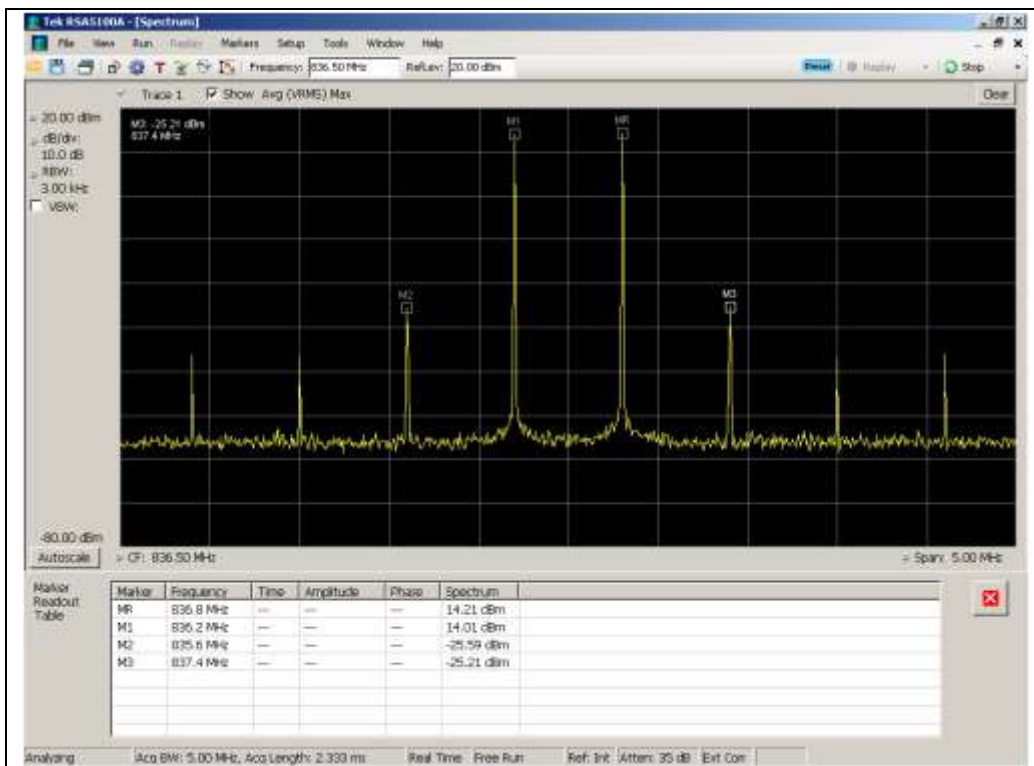 Tek RSA5100A - [Spectrum]
File View Run Replay Markers Setup Tools Window Help
Frequency: 836.50 MHz RefLev: 20.00 dBm Preset Replay Stop
Trace 1 Show Avg (VRMS) Max Clear
20.00 dBm
dB/div:
10.0 dB
RBW:
3.00 kHz
VBW:
M3: -25.21 dBm
837.4 MHz
M1
MR
M2
M3
-80.00 dBm
Autoscale CF: 836.50 MHz Span: 5.00 MHz
Marker
Readout
Table
Marker Frequency Time Amplitude Phase Spectrum
MR 836.8 MHz --- --- --- 14.21 dBm
M1 836.2 MHz --- --- --- 14.01 dBm
M2 835.6 MHz --- --- --- -25.59 dBm
M3 837.4 MHz --- --- --- -25.21 dBm
Analyzing Acq BW: 5.00 MHz, Acq Length: 2.333 ms Real Time Free Run Ref: Int Atten: 35 dB Ext Corr